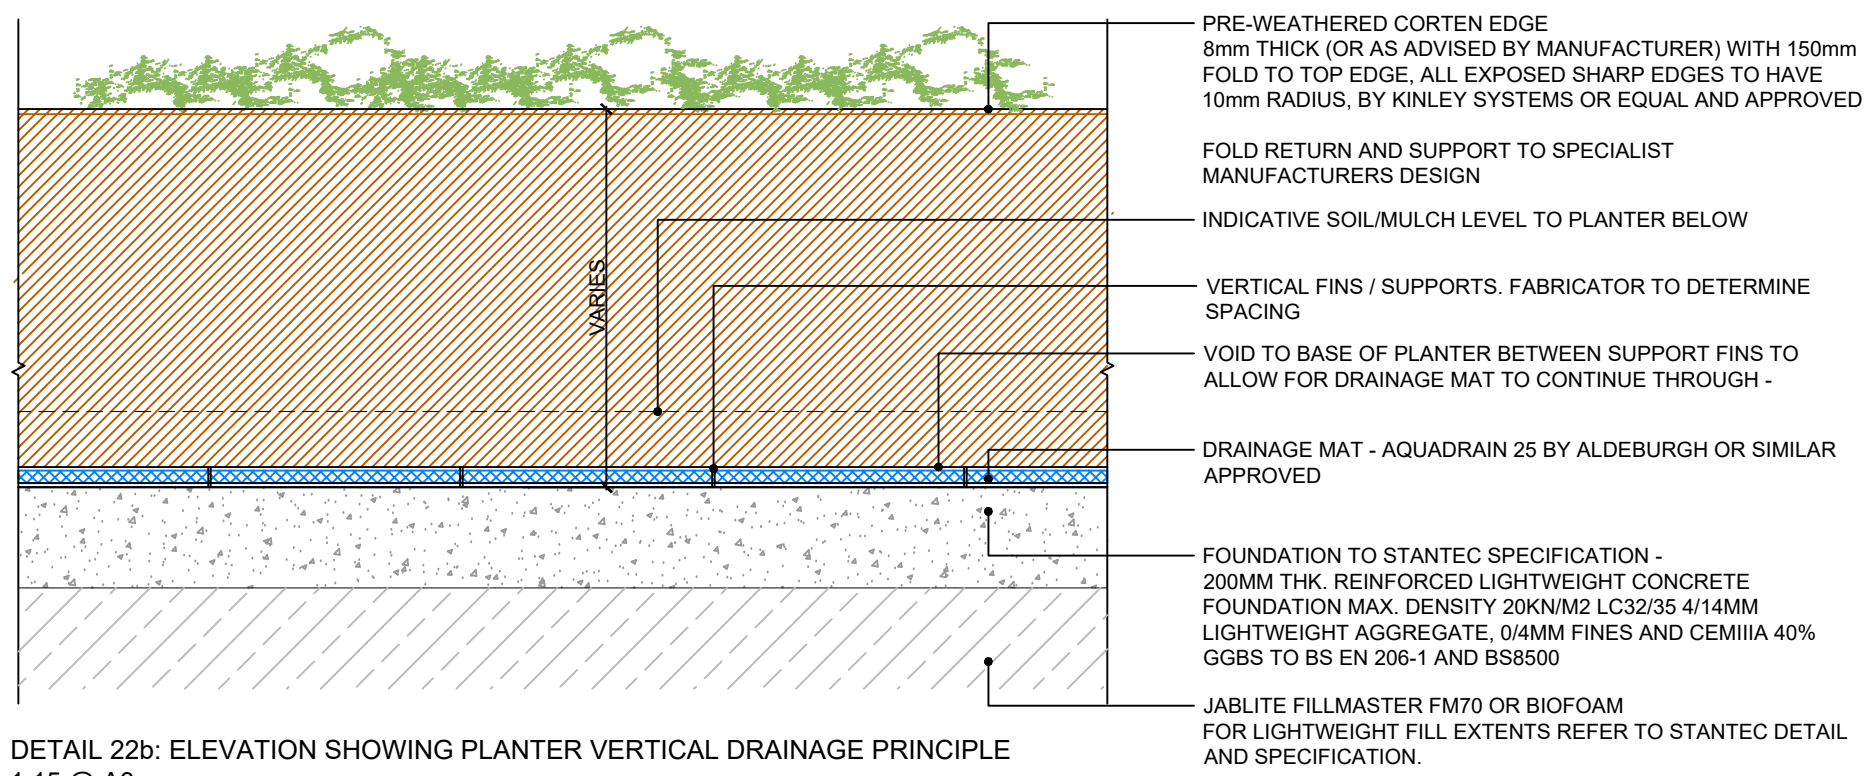 PRE-WEATHERED CORTEN EDGE
8mm THICK (OR AS ADVISED BY MANUFACTURER) WITH 150mm
FOLD TO TOP EDGE, ALL EXPOSED SHARP EDGES TO HAVE
10mm RADIUS, BY KINLEY SYSTEMS OR EQUAL AND APPROVED
FOLD RETURN AND SUPPORT TO SPECIALIST
MANUFACTURERS DESIGN
INDICATIVE SOIL/MULCH LEVEL TO PLANTER BELOW
VARIES
VERTICAL FINS / SUPPORTS. FABRICATOR TO DETERMINE
SPACING
VOID TO BASE OF PLANTER BETWEEN SUPPORT FINS TO
ALLOW FOR DRAINAGE MAT TO CONTINUE THROUGH -
DRAINAGE MAT - AQUADRAIN 25 BY ALDEBURGH OR SIMILAR
APPROVED
FOUNDATION TO STANTEC SPECIFICATION -
200MM THK. REINFORCED LIGHTWEIGHT CONCRETE
FOUNDATION MAX. DENSITY 20KN/M2 LC32/35 4/14MM
LIGHTWEIGHT AGGREGATE, 0/4MM FINES AND CEMIIIA 40%
GGBS TO BS EN 206-1 AND BS8500
JABLITE FILLMASTER FM70 OR BIOFOAM
FOR LIGHTWEIGHT FILL EXTENTS REFER TO STANTEC DETAIL
AND SPECIFICATION.
DETAIL 22b: ELEVATION SHOWING PLANTER VERTICAL DRAINAGE PRINCIPLE